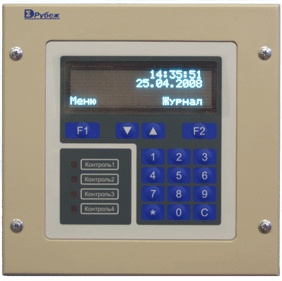 Рубеж
14:35:51
25.04.2008
Меню Журнал
F1 F2
1 2 3
Контроль1
4 5 6
Контроль2
7 8 9
Контроль3
* 0 C
Контроль4